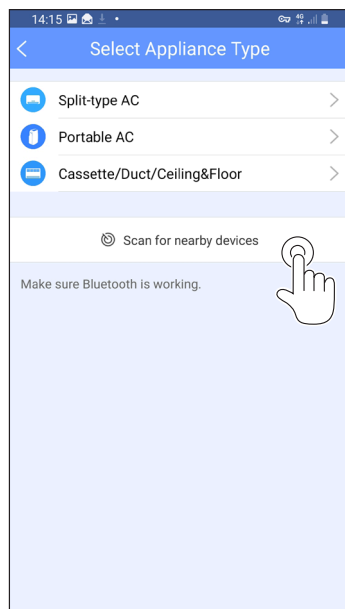 14:15
4G
Select Appliance Type
Split-type AC
Portable AC
Cassette/Duct/Ceiling&Floor
Scan for nearby devices
Make sure Bluetooth is working.